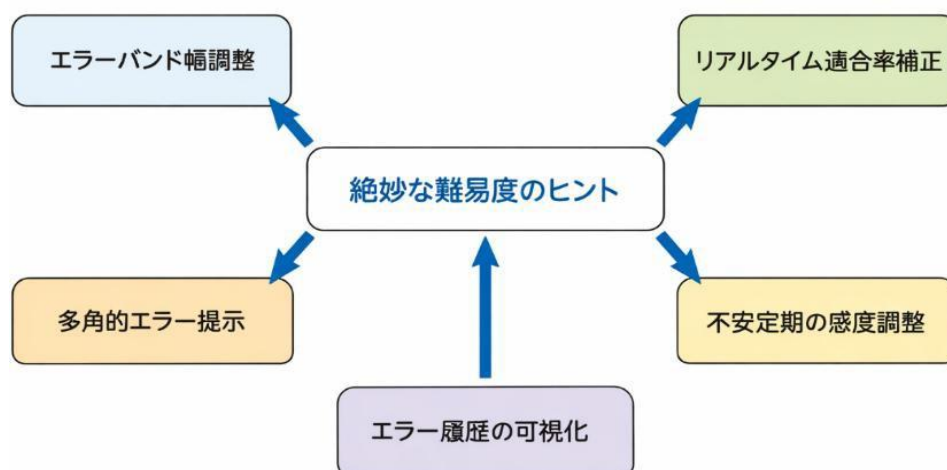 エラーバンド幅調整
リアルタイム適合率補正
絶妙な難易度のヒント
多角的エラー提示
不安定期の感度調整
エラー履歴の可視化